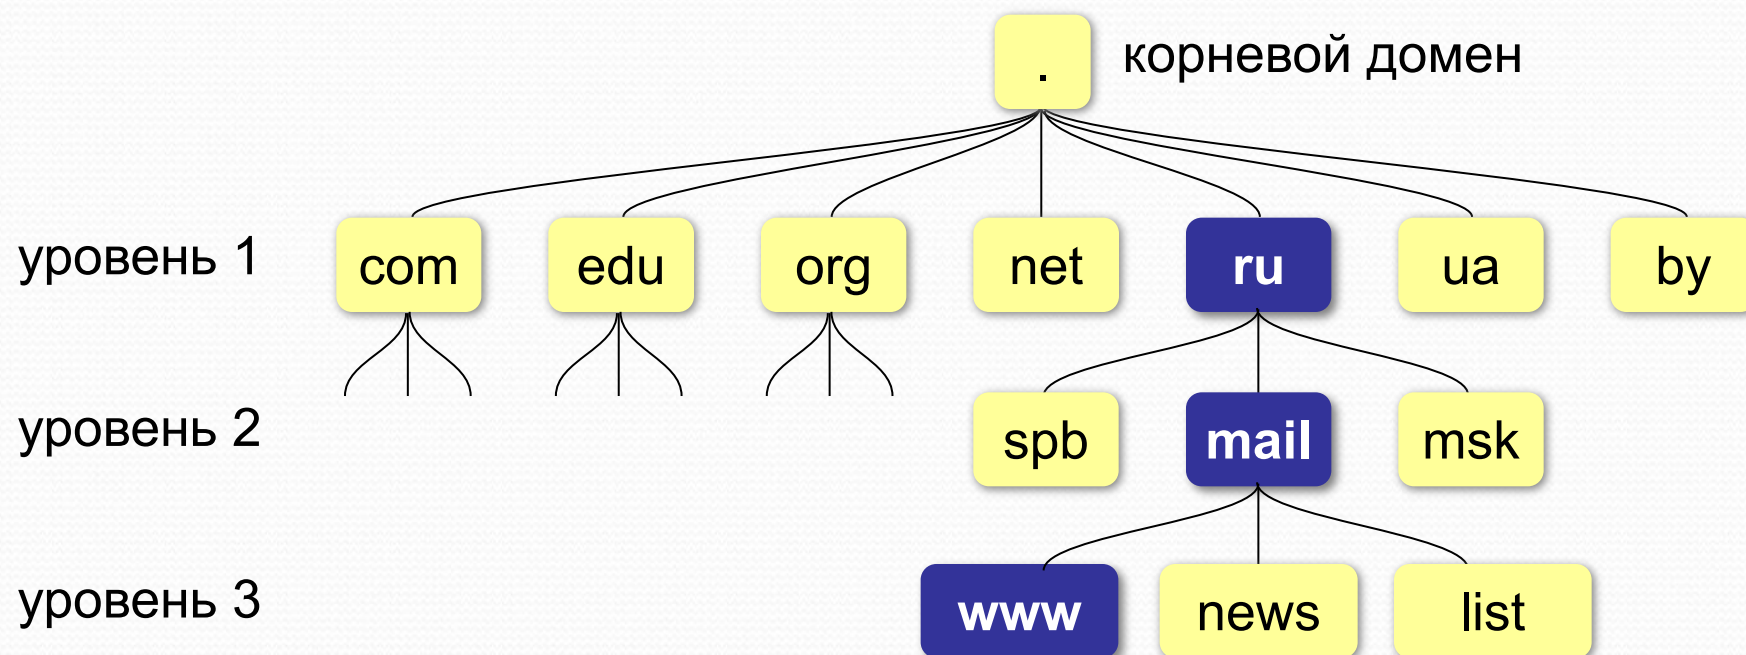 . корневой домен
уровень 1 com edu org net ru ua by
уровень 2 spb mail msk
уровень 3 www news list